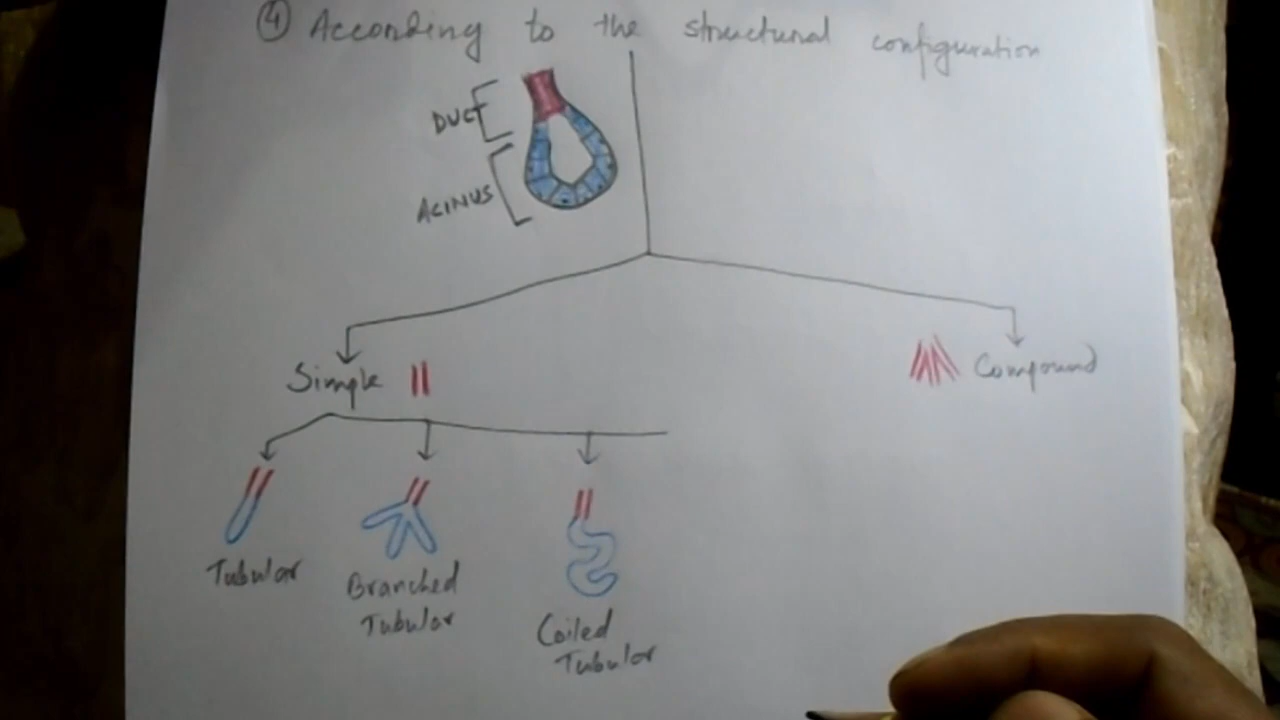 ④ According to the structural configuration
DUCT
ACINUS
Simple
Compound
Tubular
Branched
Tubular
Coiled
Tubular